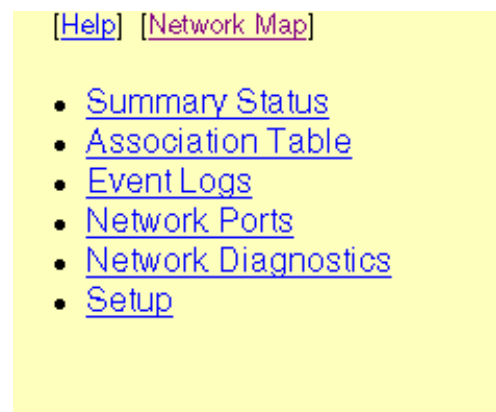 [Help] [Network Map]
• Summary Status
• Association Table
• Event Logs
• Network Ports
• Network Diagnostics
• Setup